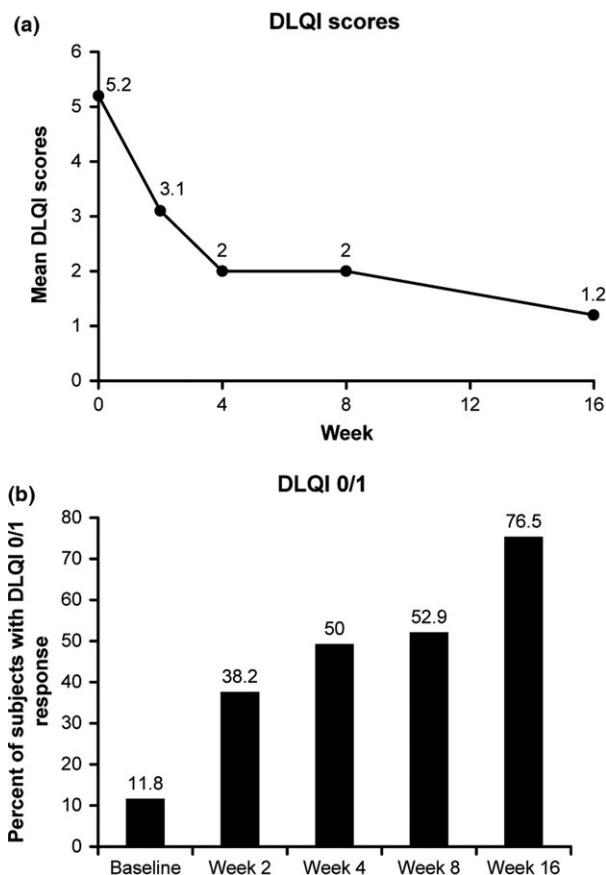 (a)
DLQI scores
Mean DLQI scores
6
5
4
3
2
1
0
5.2
3.1
2
2
1.2
0
4
8
12
16
Week
(b)
DLQI 0/1
Percent of subjects with DLQI 0/1
response
80
70
60
50
40
30
20
10
0
11.8
38.2
50
52.9
76.5
Baseline
Week 2
Week 4
Week 8
Week 16